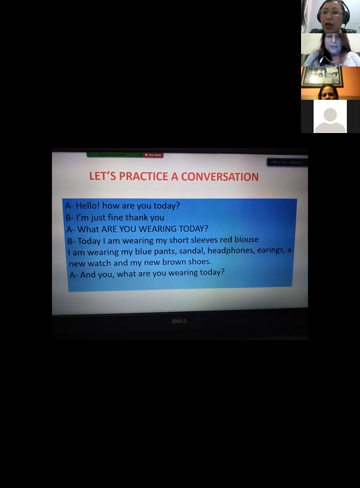 LET'S PRACTICE A CONVERSATION
A- Hello! how are you today?
B- I'm just fine thank you
A- What ARE YOU WEARING TODAY?
B- Today I am wearing my short sleeves red blouse
I am wearing my blue pants, sandal, headphones, earings, a
new watch and my new brown shoes.
A- And you, what are you wearing today?
DELL